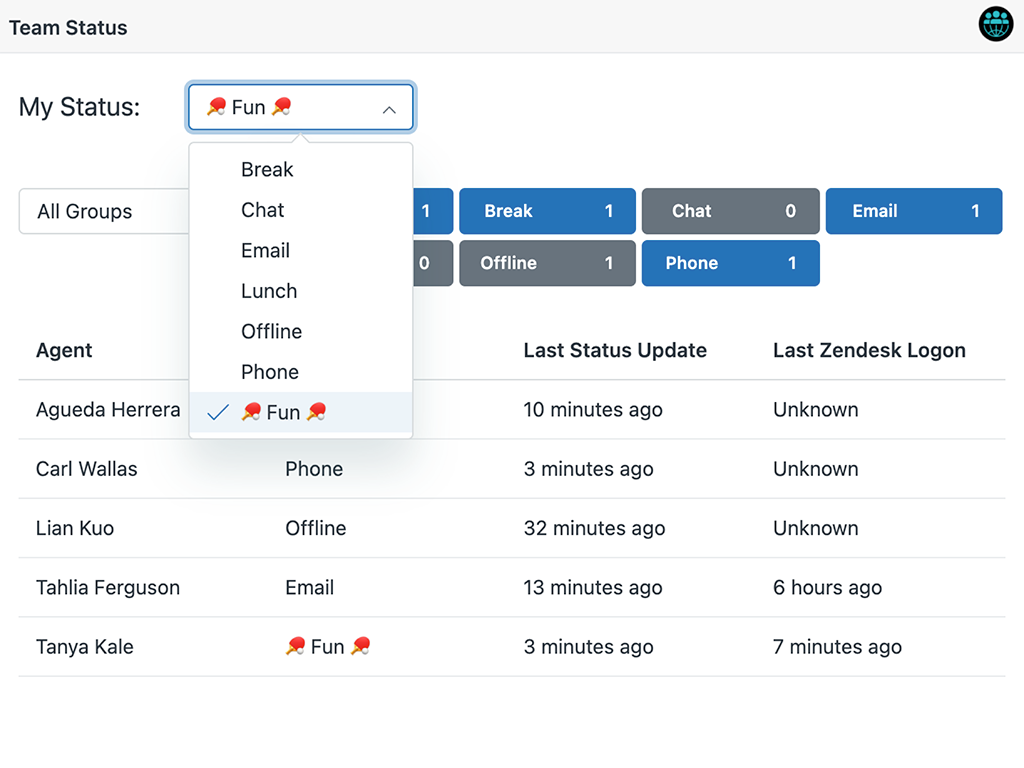 Team Status
My Status:
🏓 Fun 🏓
Break
Chat
Email
Lunch
Offline
Phone
🏓 Fun 🏓
All Groups
1
Break 1
Chat 0
Email 1
0
Offline 1
Phone 1
Agent Last Status Update Last Zendesk Logon
Agueda Herrera 10 minutes ago Unknown
Carl Wallas Phone 3 minutes ago Unknown
Lian Kuo Offline 32 minutes ago Unknown
Tahlia Ferguson Email 13 minutes ago 6 hours ago
Tanya Kale 🏓 Fun 🏓 3 minutes ago 7 minutes ago